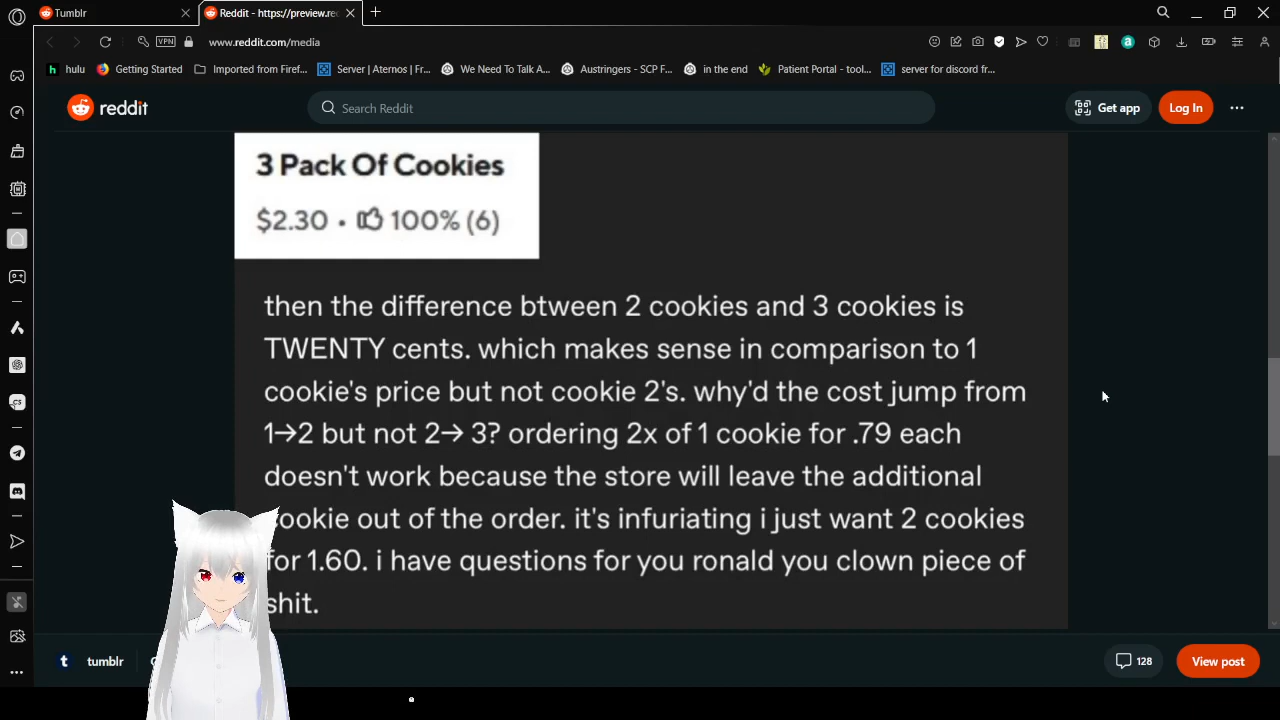 Tumblr
Reddit - https://preview.rec
VPN
www.reddit.com/media
hulu
Getting Started
Imported from Firef...
Server | Aternos | Fr...
We Need To Talk A...
Austringers - SCP F...
in the end
Patient Portal - tool...
server for discord fr...
reddit
Search Reddit
Get app
Log In
3 Pack Of Cookies
$2.30 • 100% (6)
then the difference btween 2 cookies and 3 cookies is
TWENTY cents. which makes sense in comparison to 1
cookie's price but not cookie 2's. why'd the cost jump from
1→2 but not 2→ 3? ordering 2x of 1 cookie for .79 each
doesn't work because the store will leave the additional
cookie out of the order. it's infuriating i just want 2 cookies
for 1.60. i have questions for you ronald you clown piece of
shit.
tumblr
128
View post